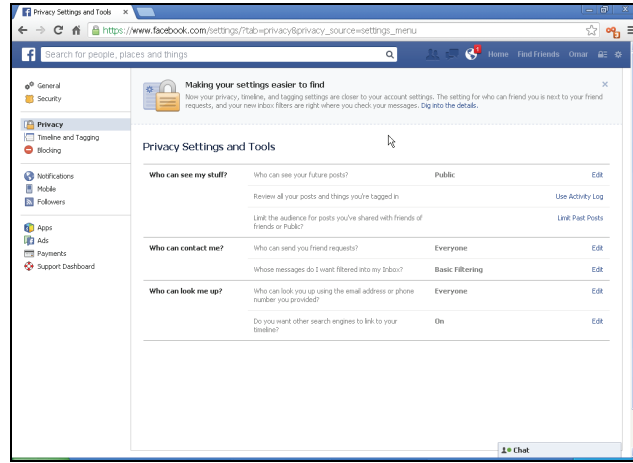 Privacy Settings and Tools
https://www.facebook.com/settings/?tab=privacy&privacy_source=settings_menu
Search for people, places and things
Home Find Friends Omar
General
Security
Privacy
Timeline and Tagging
Blocking
Notifications
Mobile
Followers
Apps
Ads
Payments
Support Dashboard
Making your settings easier to find
Now your privacy, timeline, and tagging settings are closer to your account settings. The setting for who can friend you is next to your friend
requests, and your new inbox filters are right where you check your messages. Dig into the details.
Privacy Settings and Tools
Who can see my stuff? Who can see your future posts? Public Edit
Review all your posts and things you're tagged in Use Activity Log
Limit the audience for posts you've shared with friends of Limit Past Posts
friends or Public?
Who can contact me? Who can send you friend requests? Everyone Edit
Whose messages do I want filtered into my Inbox? Basic Filtering Edit
Who can look me up? Who can look you up using the email address or phone Everyone Edit
number you provided?
Do you want other search engines to link to your On Edit
timeline?
Chat